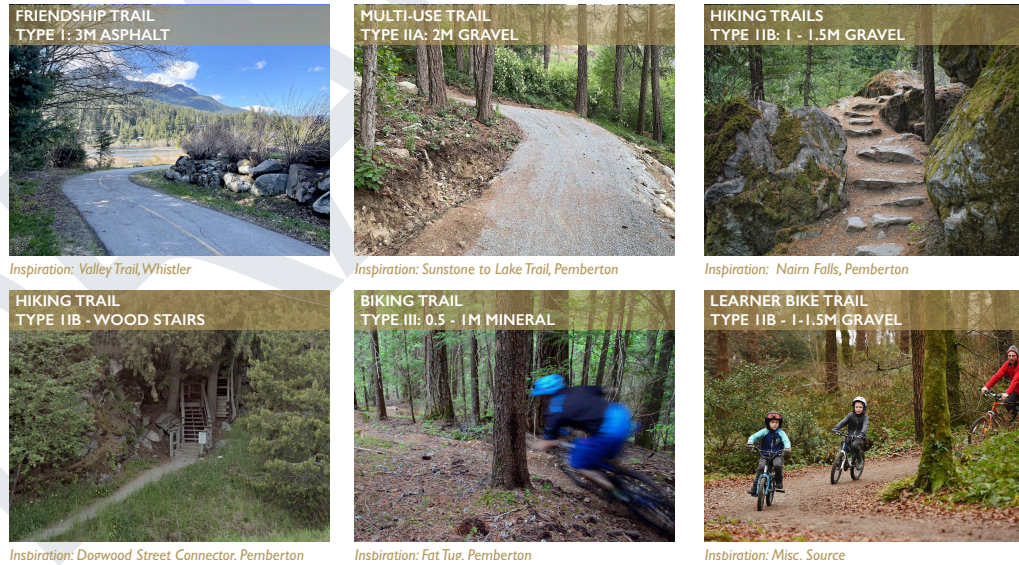 FRIENDSHIP TRAIL
TYPE 1: 3M ASPHALT
Inspiration: Valley Trail, Whistler
MULTI-USE TRAIL
TYPE IIA: 2M GRAVEL
Inspiration: Sunstone to Lake Trail, Pemberton
HIKING TRAILS
TYPE 11B: 1 - 1.5M GRAVEL
Inspiration: Nairn Falls, Pemberton
HIKING TRAIL
TYPE 11B - WOOD STAIRS
Inspiration: Dogwood Street Connector, Pemberton
BIKING TRAIL
TYPE III: 0.5 - 1M MINERAL
Inspiration: Fat Tug, Pemberton
LEARNER BIKE TRAIL
TYPE 11B - 1-1.5M GRAVEL
Inspiration: Misc. Source